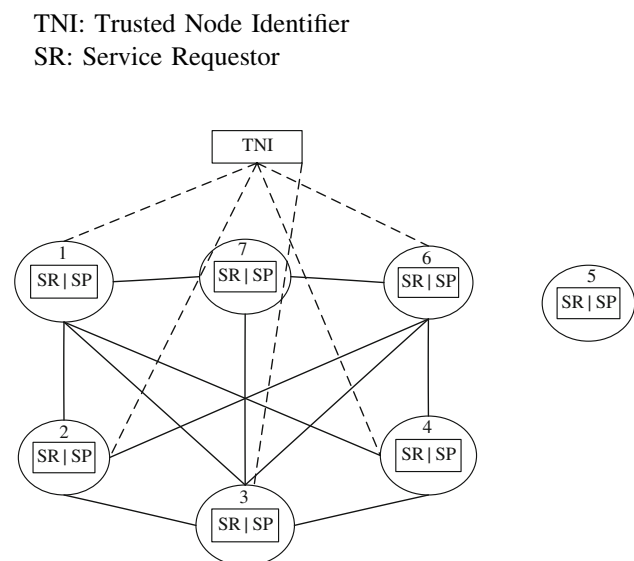 TNI: Trusted Node Identifier
SR: Service Requestor
TNI
1
SR | SP
7
SR | SP
6
SR | SP
5
SR | SP
2
SR | SP
4
SR | SP
3
SR | SP